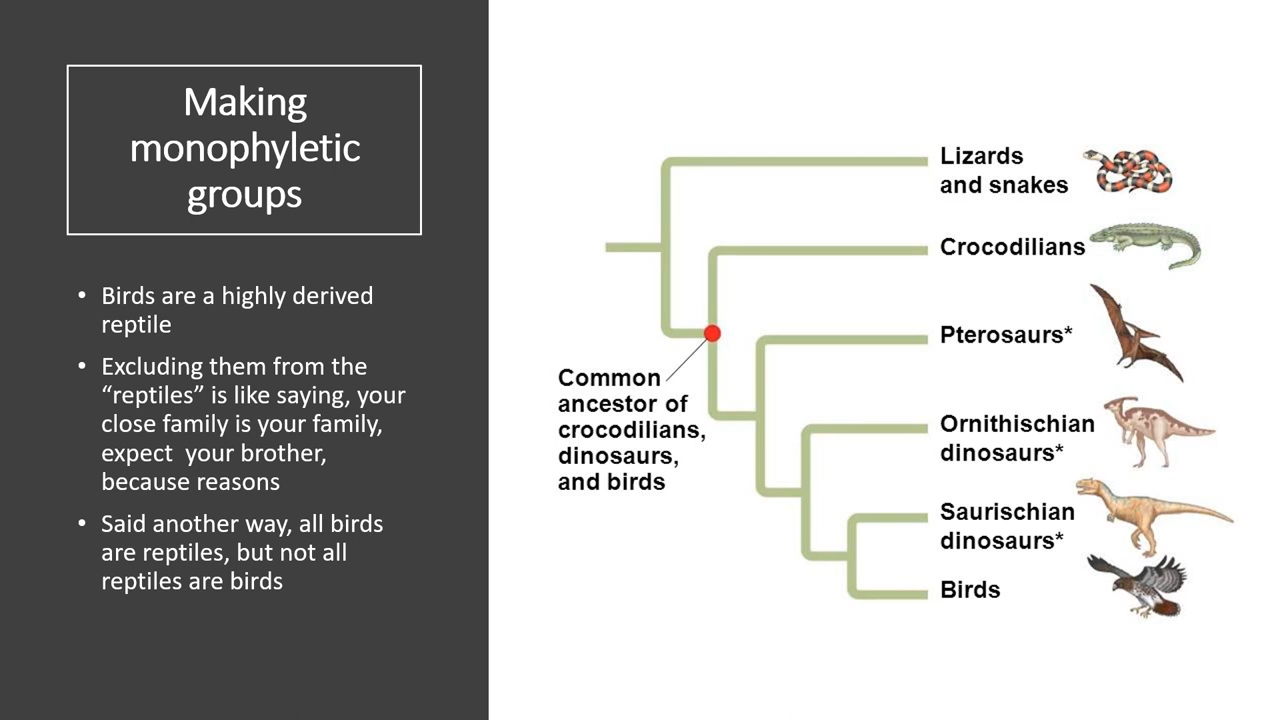 Making
monophyletic
groups
• Birds are a highly derived
reptile
• Excluding them from the
“reptiles” is like saying, your
close family is your family,
expect  your brother,
because reasons
• Said another way, all birds
are reptiles, but not all
reptiles are birds
Lizards
and snakes
Crocodilians
Pterosaurs*
Common
ancestor of
crocodilians,
dinosaurs,
and birds
Ornithischian
dinosaurs*
Saurischian
dinosaurs*
Birds